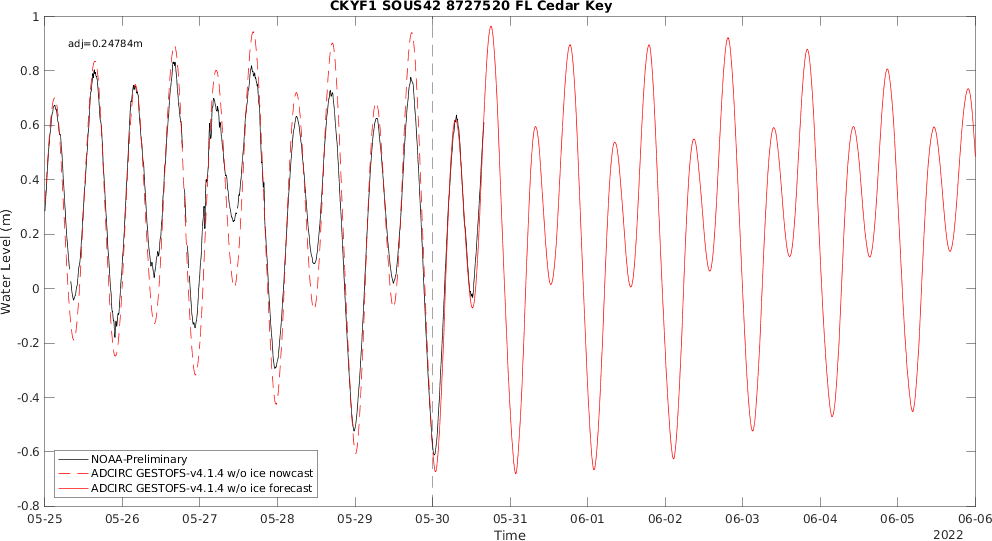 CKYF1 SOUS42 8727520 FL Cedar Key
adj=0.24784m
1
0.8
0.6
0.4
0.2
0
-0.2
-0.4
-0.6
-0.8
Water Level (m)
NOAA-Preliminary
ADCIRC GESTOFS-v4.1.4 w/o ice nowcast
ADCIRC GESTOFS-v4.1.4 w/o ice forecast
05-25 05-26 05-27 05-28 05-29 05-30 05-31 06-01 06-02 06-03 06-04 06-05 06-06
Time
2022